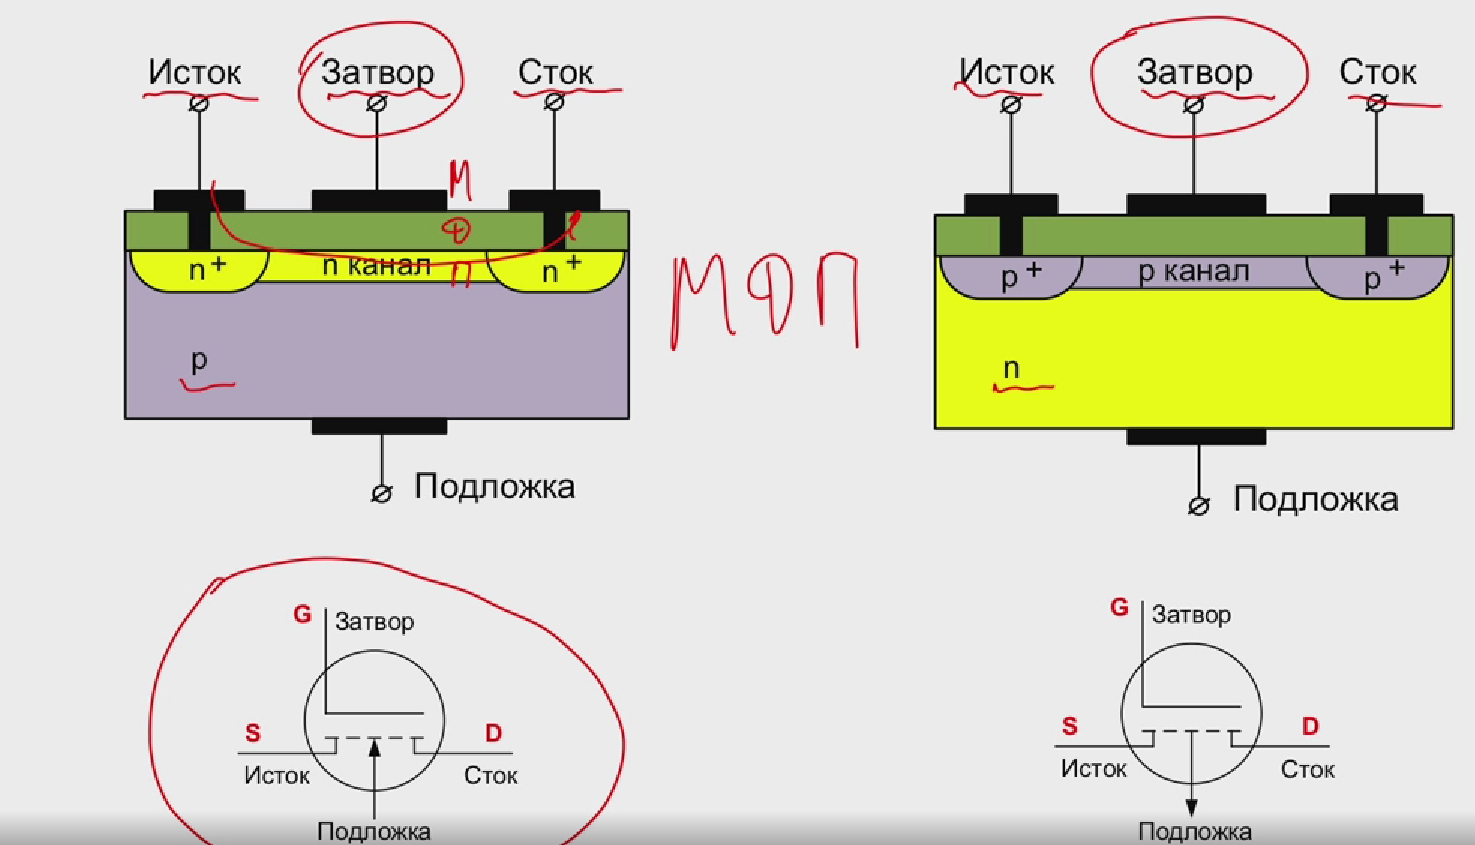 Исток Затвор Сток
Исток Затвор Сток
М
Д
П
n+ n канал n+
p
Подложка
МДП
p+ p канал p+
n
Подложка
G Затвор
S D
Исток Сток
Подложка
G Затвор
S D
Исток Сток
Подложка